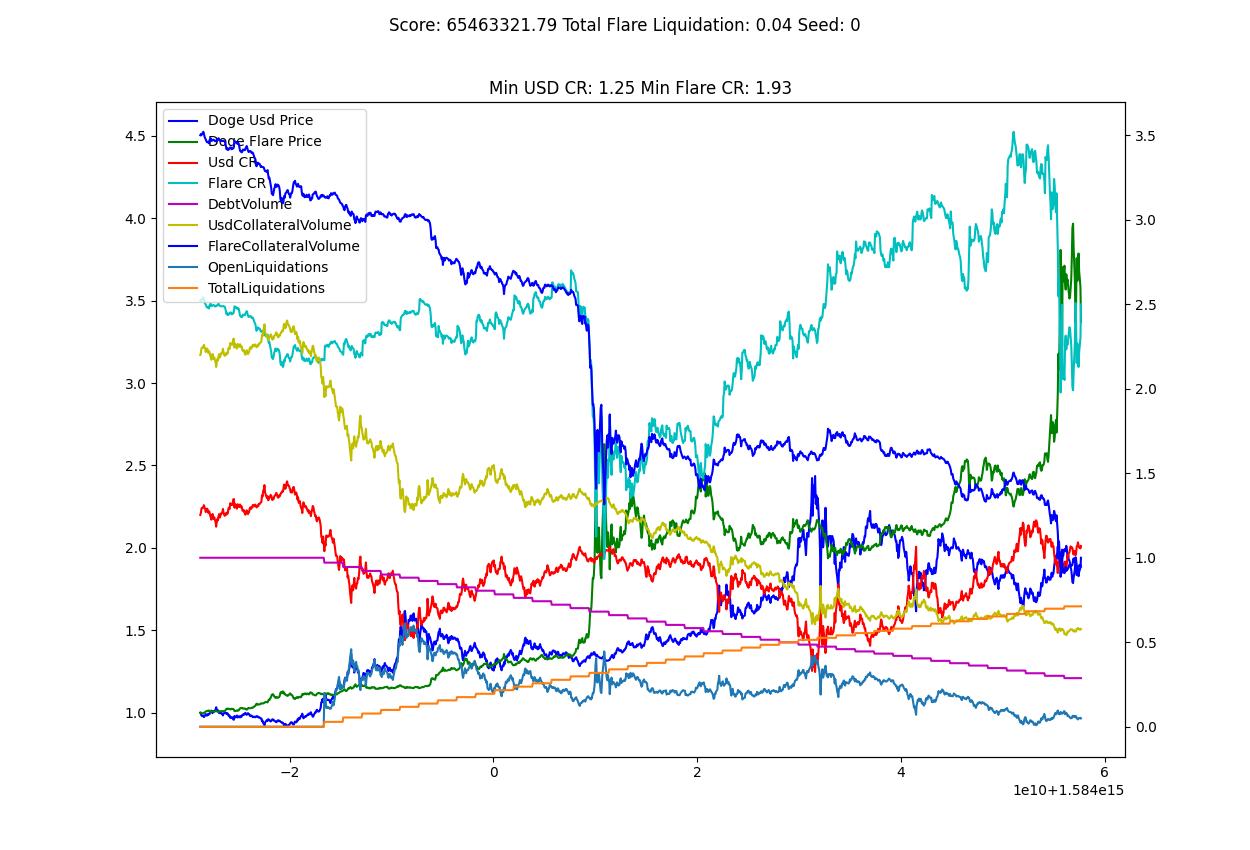 Score: 65463321.79 Total Flare Liquidation: 0.04 Seed: 0
Min USD CR: 1.25 Min Flare CR: 1.93
Doge Usd Price
Doge Flare Price
Usd CR
Flare CR
DebtVolume
UsdCollateralVolume
FlareCollateralVolume
OpenLiquidations
TotalLiquidations
4.5
4.0
3.5
3.0
2.5
2.0
1.5
1.0
3.5
3.0
2.5
2.0
1.5
1.0
0.5
0.0
−2 0 2 4 6
1e10+1.584e15